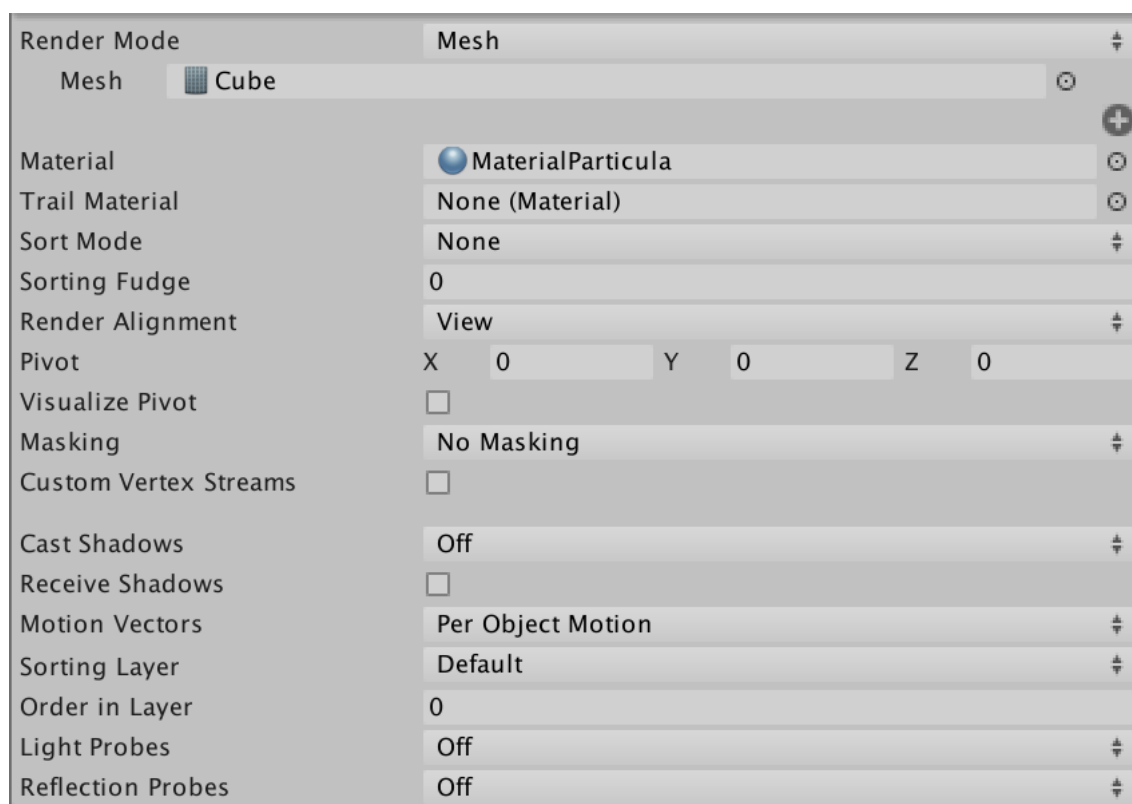 Render Mode Mesh
Mesh Cube
Material MaterialParticula
Trail Material None (Material)
Sort Mode None
Sorting Fudge 0
Render Alignment View
Pivot X 0 Y 0 Z 0
Visualize Pivot
Masking No Masking
Custom Vertex Streams
Cast Shadows Off
Receive Shadows
Motion Vectors Per Object Motion
Sorting Layer Default
Order in Layer 0
Light Probes Off
Reflection Probes Off